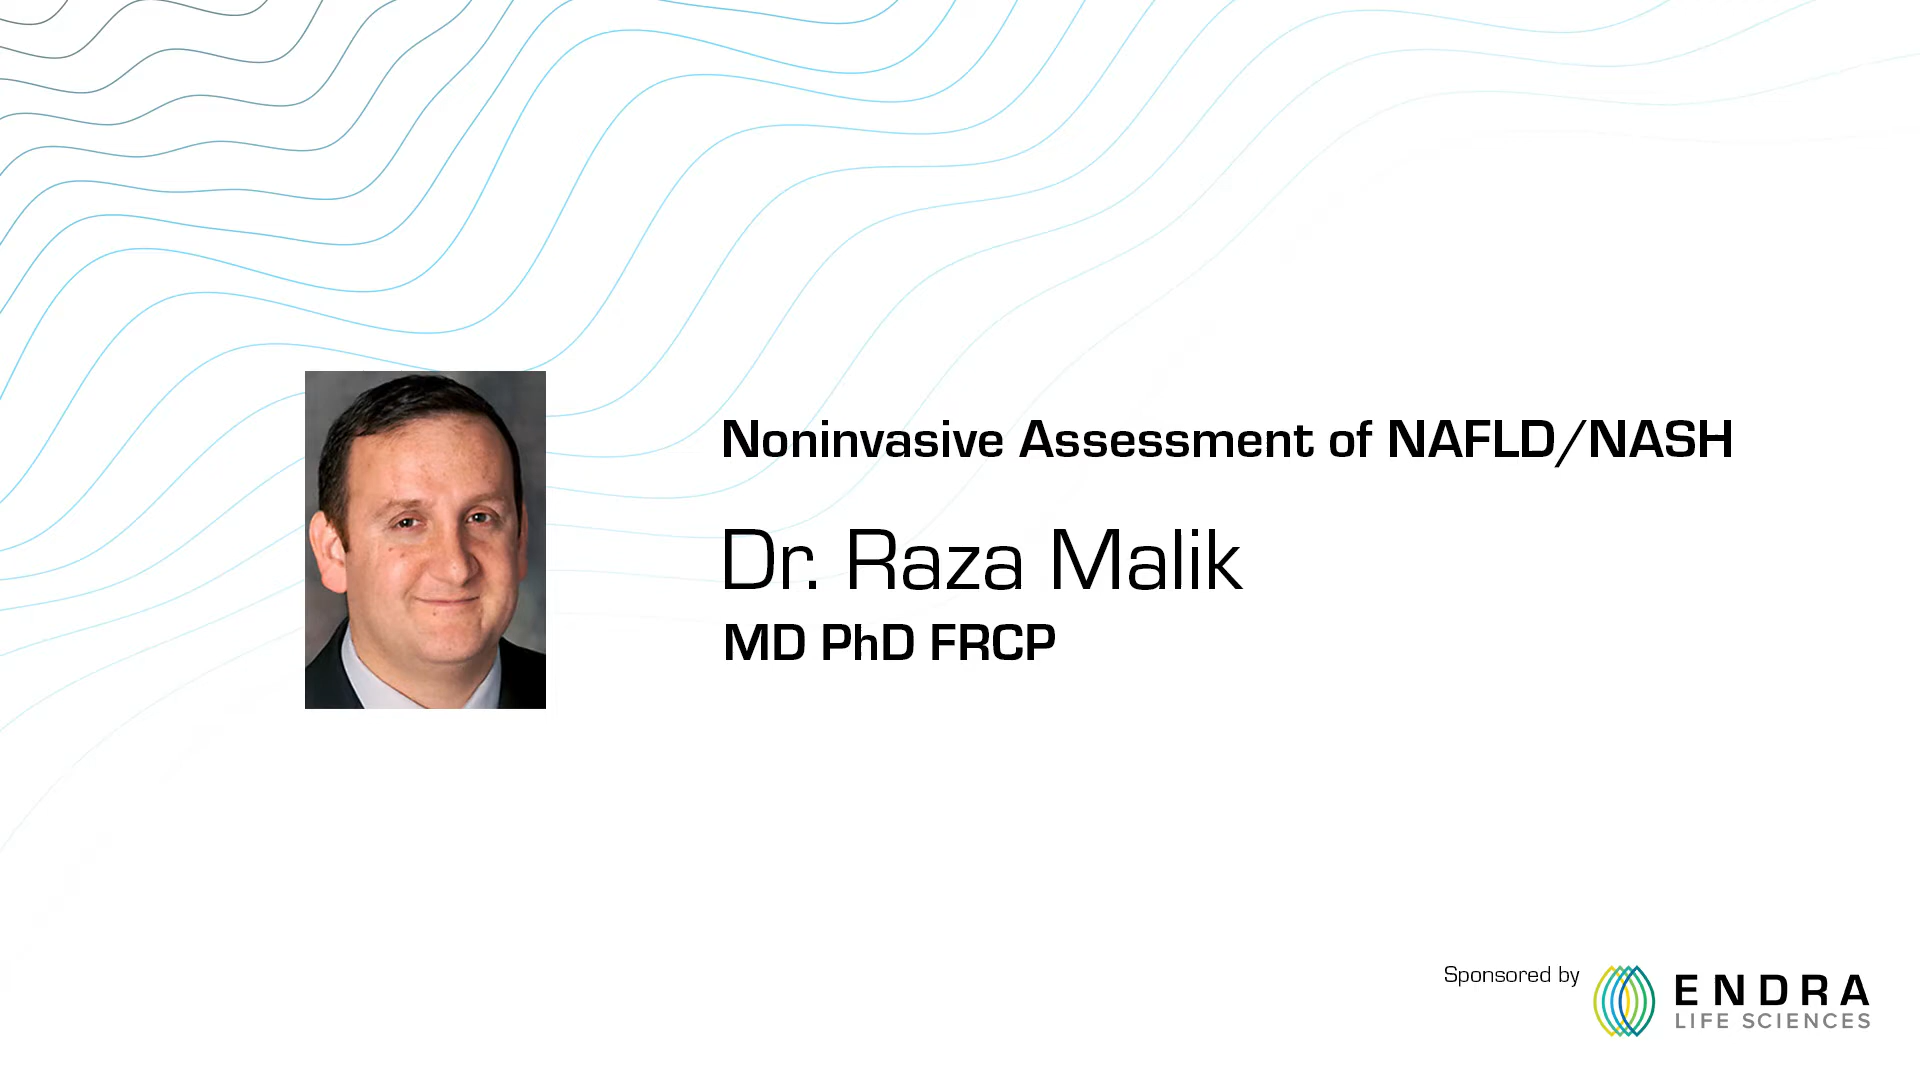 Noninvasive Assessment of NAFLD/NASH
Dr. Raza Malik
MD PhD FRCP
Sponsored by
ENDRA
LIFE SCIENCES